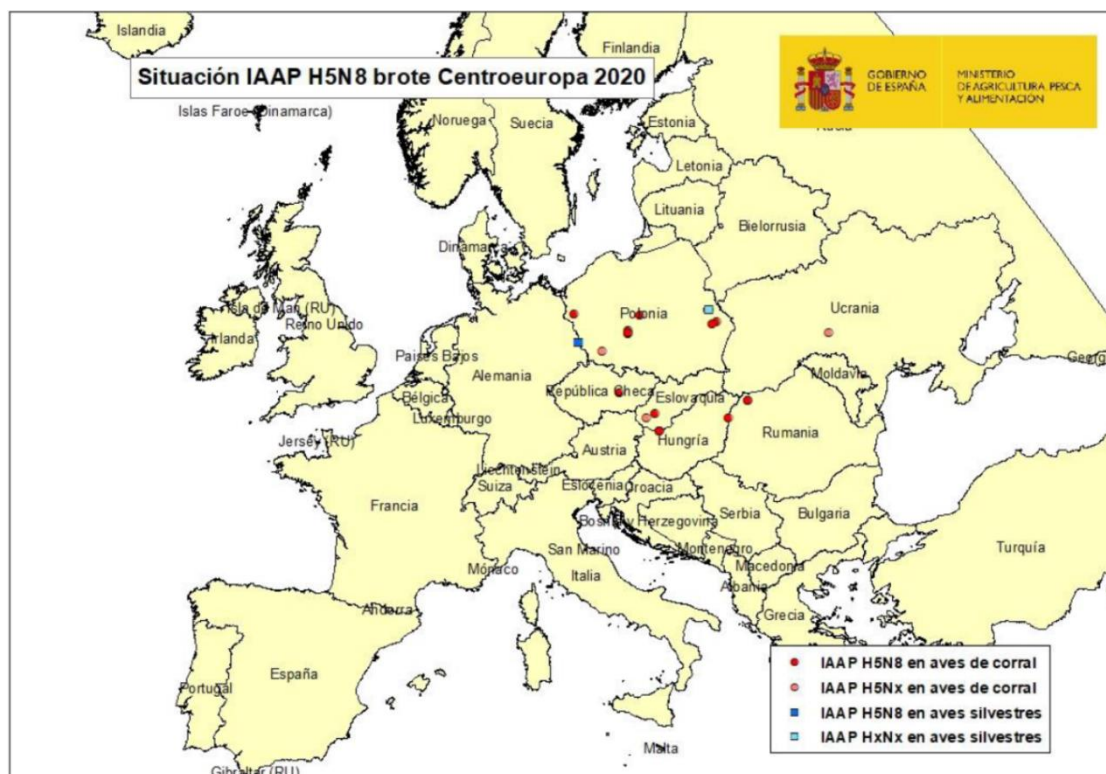 Islandia
Finlandia
Situación IAAP H5N8 brote Centroeuropa 2020
GOBIERNO
DE ESPAÑA
MINISTERIO
DE AGRICULTURA, PESCA
Y ALIMENTACIÓN
Islas Faroe (Dinamarca)
Noruega
Suecia
Estonia
Letonia
Lituania
Bielorrusia
Dinamarca
Isla de Man (RU)
Reino Unido
Irlanda
Polonia
Ucrania
Países Bajos
Alemania
Georg
Bélgica
República Checa
Moldavia
Eslovaquia
Luxemburgo
Jersey (RU)
Austria
Hungría
Rumania
Liechtenstein
Suiza
Eslovenia
Croacia
Francia
Serbia
Bulgaria
Bosnia y Herzegovina
San Marino
Montenegro
Turquía
Mónaco
Italia
Macedonia
Albania
Andorra
Grecia
España
Portugal
Malta
Gibraltar (RU)
IAAP H5N8 en aves de corral
IAAP H5Nx en aves de corral
IAAP H5N8 en aves silvestres
IAAP HxNx en aves silvestres